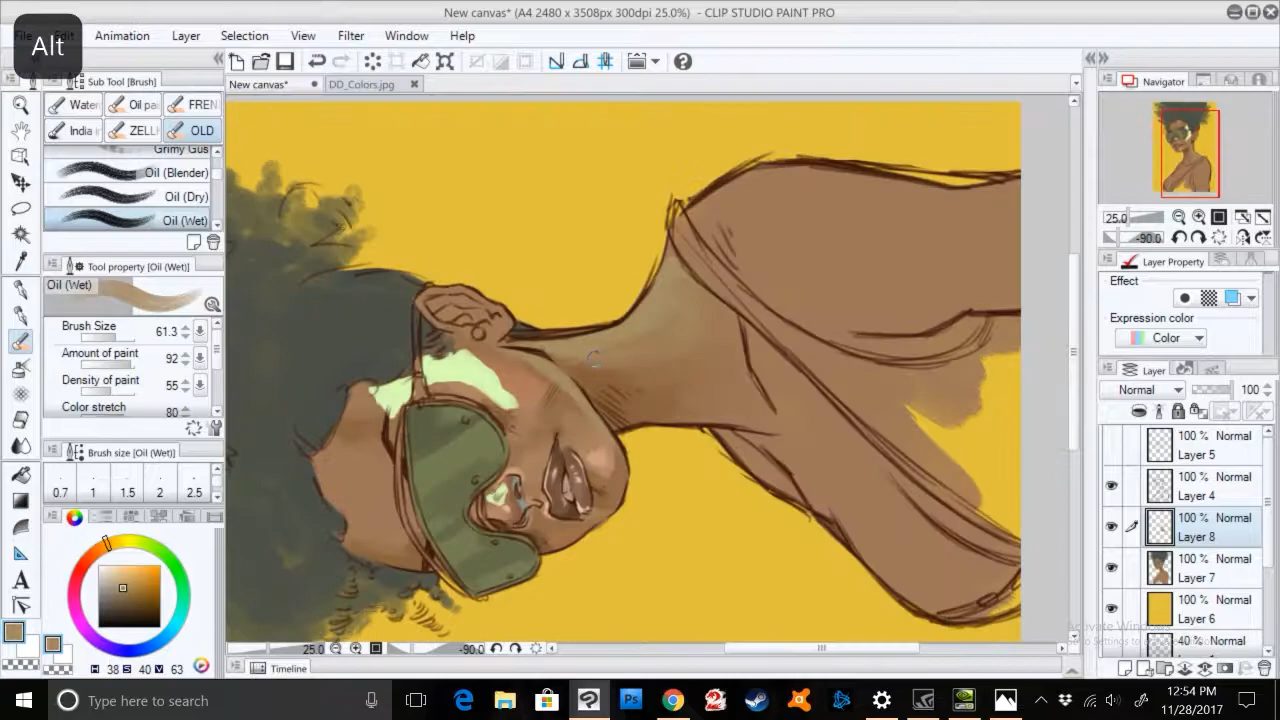 New canvas* (A4 2480 x 3508px 300dpi 25.0%) - CLIP STUDIO PAINT PRO
File Edit Animation Layer Selection View Filter Window Help
Alt
Sub Tool [Brush]
New canvas* DD_Colors.jpg
Navigator
Water Oil pa FREN
India i ZELL OLD
Grimy Gus
Oil (Blender)
Oil (Dry)
Oil (Wet)
Tool property [Oil (Wet)]
Oil (Wet)
Brush Size 61.3
Amount of paint 92
Density of paint 55
Color stretch 80
Brush size [Oil (Wet)]
0.7 1 1.5 2 2.5
H 38 S 40 V 63
25.0 -90.0
Timeline
25.0
-90.0
Layer Property
Effect
Expression color
Color
Layer
Normal 100
100 % Normal
Layer 5
100 % Normal
Layer 4
100 % Normal
Layer 8
100 % Normal
Layer 7
100 % Normal
Layer 6
40 % Normal
Activate Windows
Type here to search
12:54 PM
11/28/2017